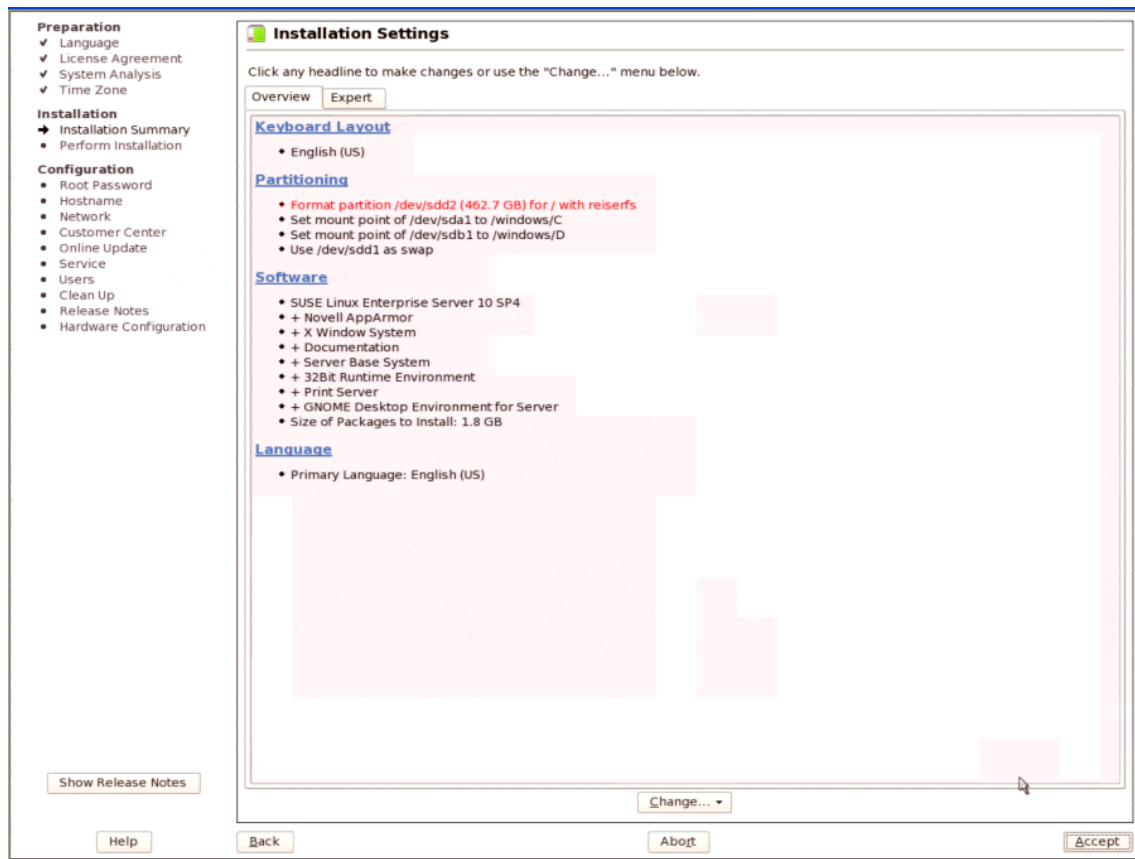 Preparation
Language
License Agreement
System Analysis
Time Zone
Installation
Installation Summary
Perform Installation
Configuration
Root Password
Hostname
Network
Customer Center
Online Update
Service
Users
Clean Up
Release Notes
Hardware Configuration
Show Release Notes
Help
Installation Settings
Click any headline to make changes or use the "Change..." menu below.
Overview Expert
Keyboard Layout
English (US)
Partitioning
Format partition /dev/sdd2 (462.7 GB) for / with reiserfs
Set mount point of /dev/sda1 to /windows/C
Set mount point of /dev/sdb1 to /windows/D
Use /dev/sdd1 as swap
Software
SUSE Linux Enterprise Server 10 SP4
+ Novell AppArmor
+ X Window System
+ Documentation
+ Server Base System
+ 32Bit Runtime Environment
+ Print Server
+ GNOME Desktop Environment for Server
Size of Packages to Install: 1.8 GB
Language
Primary Language: English (US)
Change...
Back Abort Accept